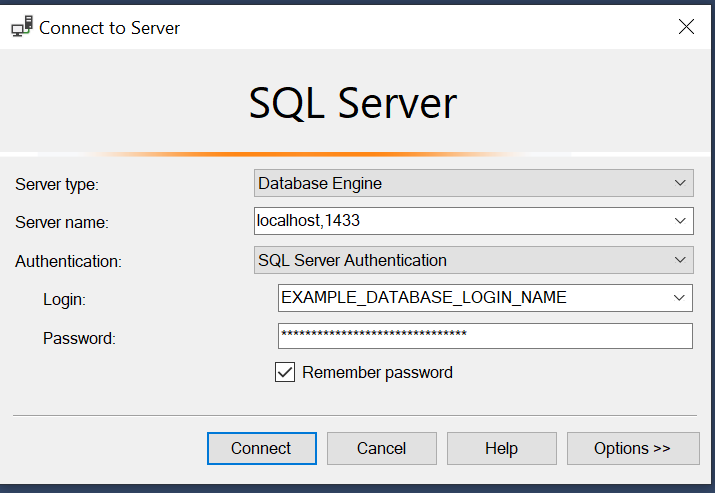 Connect to Server
SQL Server
Server type: Database Engine
Server name: localhost,1433
Authentication: SQL Server Authentication
Login: EXAMPLE_DATABASE_LOGIN_NAME
Password: *******************************
Remember password
Connect Cancel Help Options >>